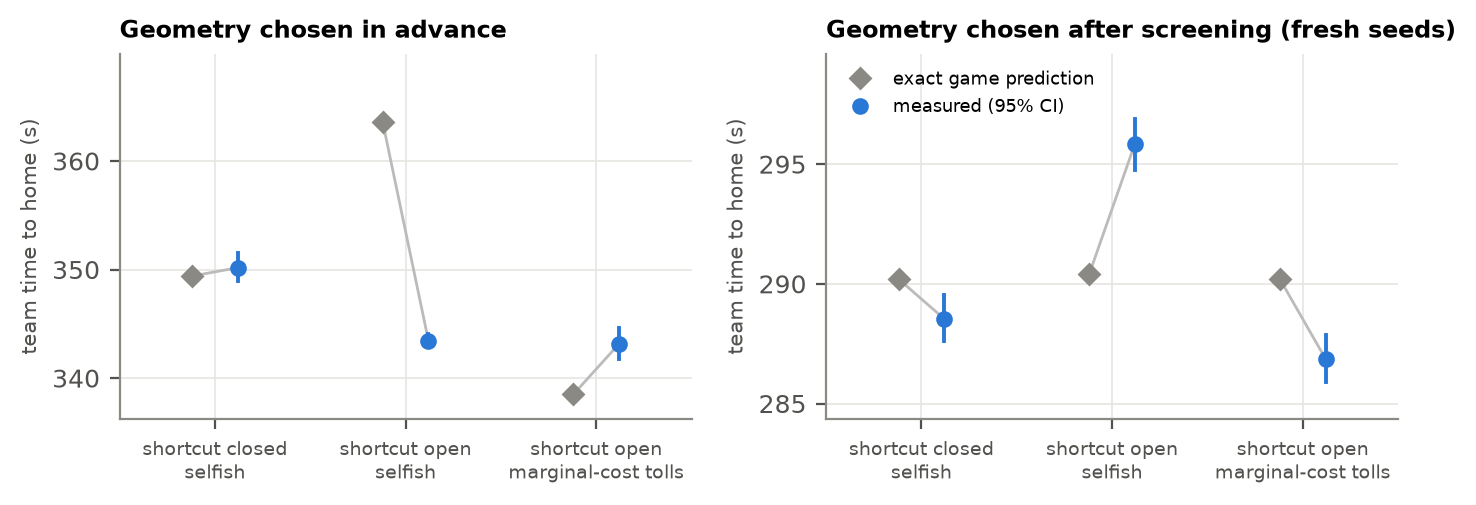 Geometry chosen in advance
team time to home (s)
360
350
340
shortcut closed
selfish
shortcut open
selfish
shortcut open
marginal-cost tolls
Geometry chosen after screening (fresh seeds)
exact game prediction
measured (95% CI)
team time to home (s)
295
290
285
shortcut closed
selfish
shortcut open
selfish
shortcut open
marginal-cost tolls